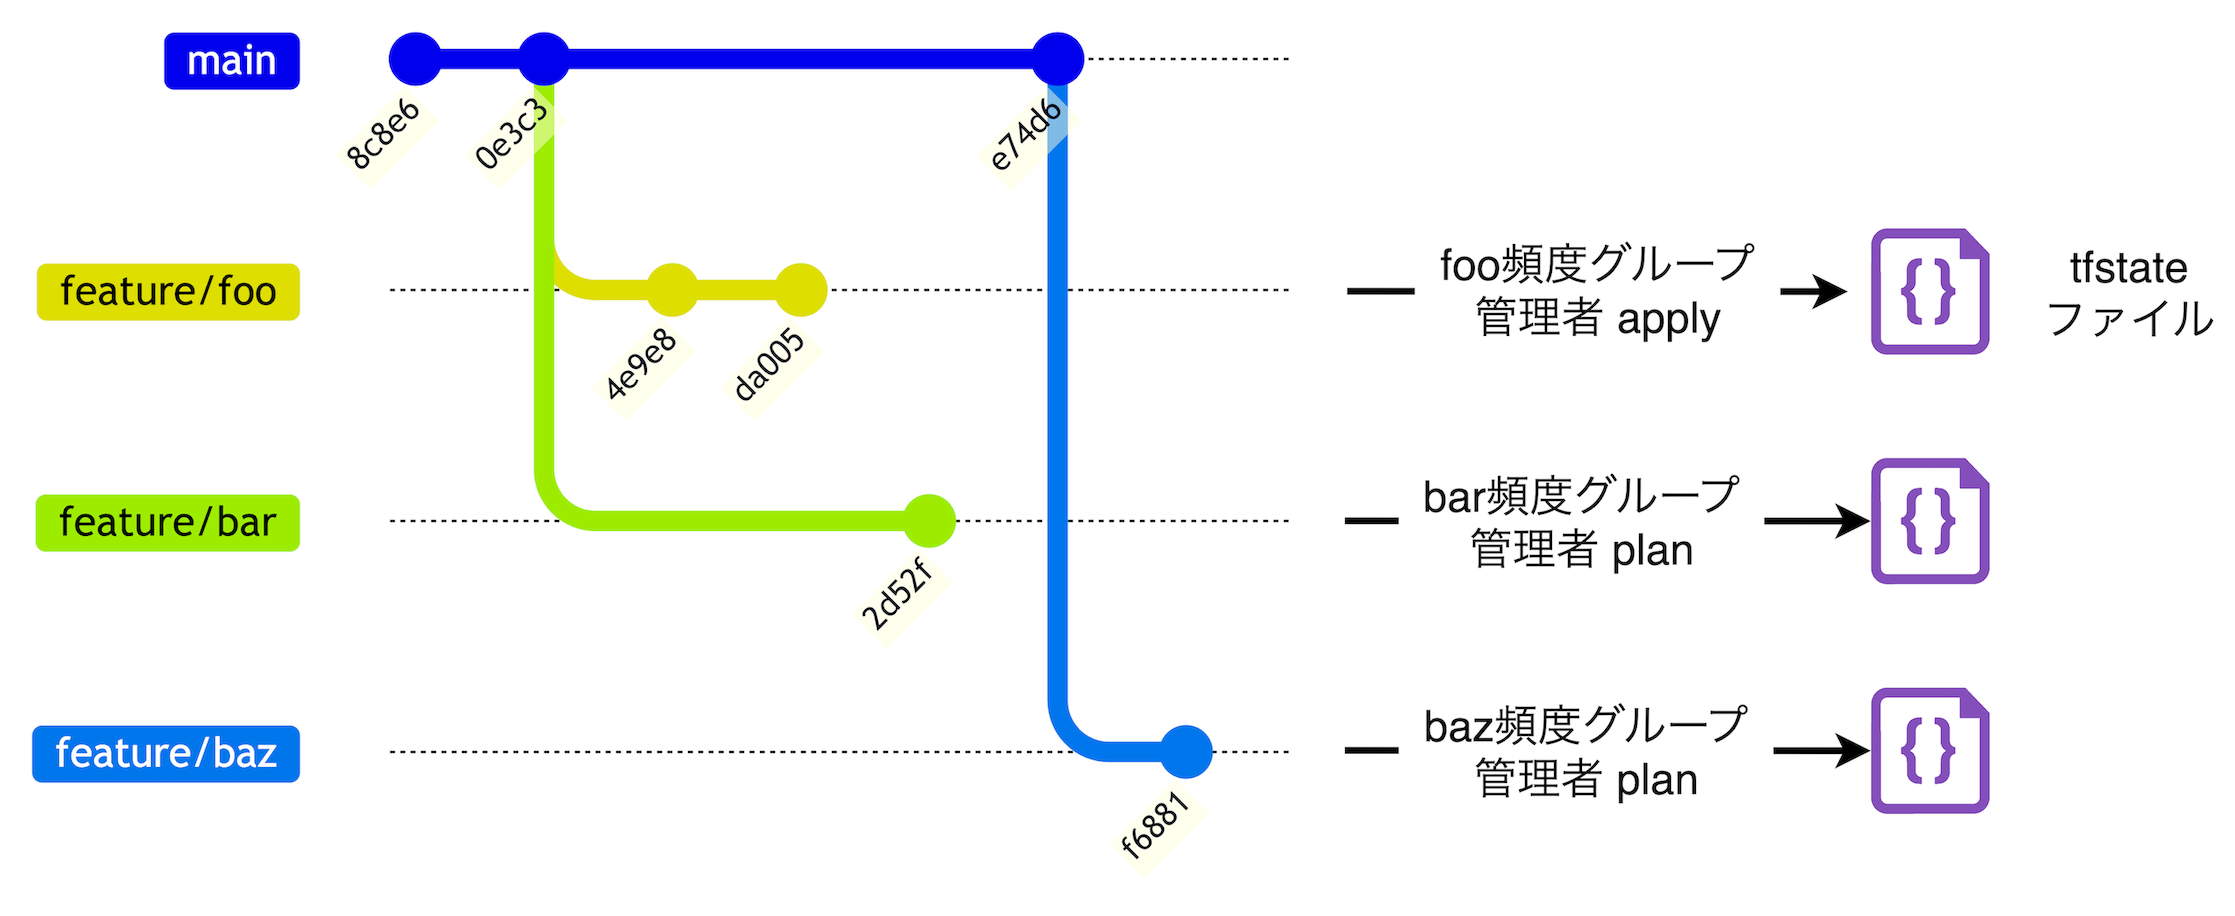 main
8c8e6
0e3c3
e74d6
feature/foo
4e9e8
da005
foo頻度グループ
管理者 apply
{}
tfstate
ファイル
feature/bar
2d52f
bar頻度グループ
管理者 plan
{}
feature/baz
f6881
baz頻度グループ
管理者 plan
{}